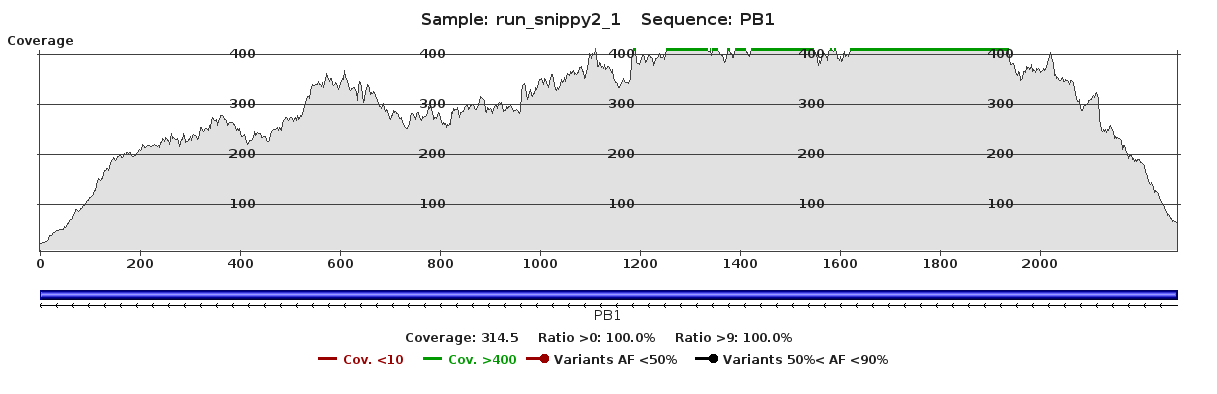 Sample: run_snippy2_1 Sequence: PB1
Coverage
400 400 400 400 400
300 300 300 300 300
200 200 200 200 200
100 100 100 100 100
0 200 400 600 800 1000 1200 1400 1600 1800 2000
PB1
Coverage: 314.5 Ratio >0: 100.0% Ratio >9: 100.0%
Cov. <10 Cov. >400 Variants AF <50% Variants 50%< AF <90%